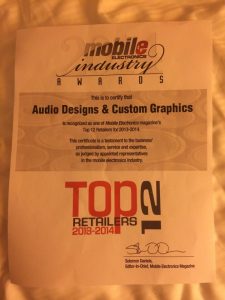 mobile
ELECTRONICS
industry
AWARDS
This is to certify that
Audio Designs & Custom Graphics
is recognized as one of Mobile Electronics magazine's
Top 12 Retailers for 2013-2014.
This certificate is a testament to the business'
professionalism, service and expertise,
as judged by appointed representatives
in the mobile electronics industry.
TOP 12
RETAILERS
2013-2014
Solomon Daniels,
Editor-in-Chief, Mobile Electronics Magazine